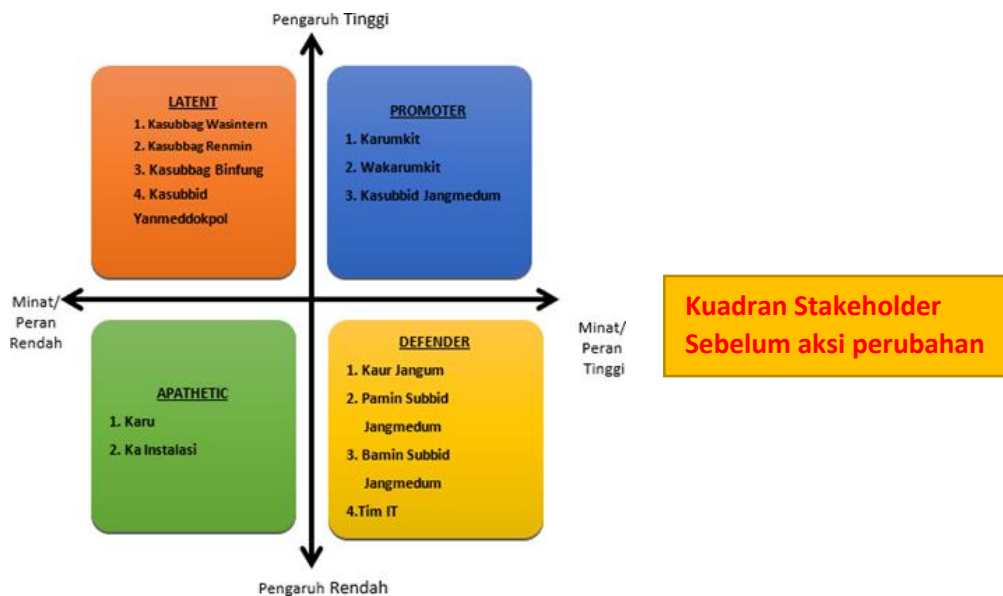 Pengaruh Tinggi
LATENT
1. Kasubbag Wasintern
2. Kasubbag Renmin
3. Kasubbag Binfung
4. Kasubbid
Yanmeddokpol
PROMOTER
1. Karumkit
2. Wakarumkit
3. Kasubbid Jangmedum
Minat/
Peran
Rendah
Minat/
Peran
Tinggi
Kuadran Stakeholder
Sebelum aksi perubahan
APATHETIC
1. Karu
2. Ka Instalasi
DEFENDER
1. Kaur Jangum
2. Pamin Subbid
Jangmedum
3. Bamin Subbid
Jangmedum
4.Tim IT
Pengaruh Rendah